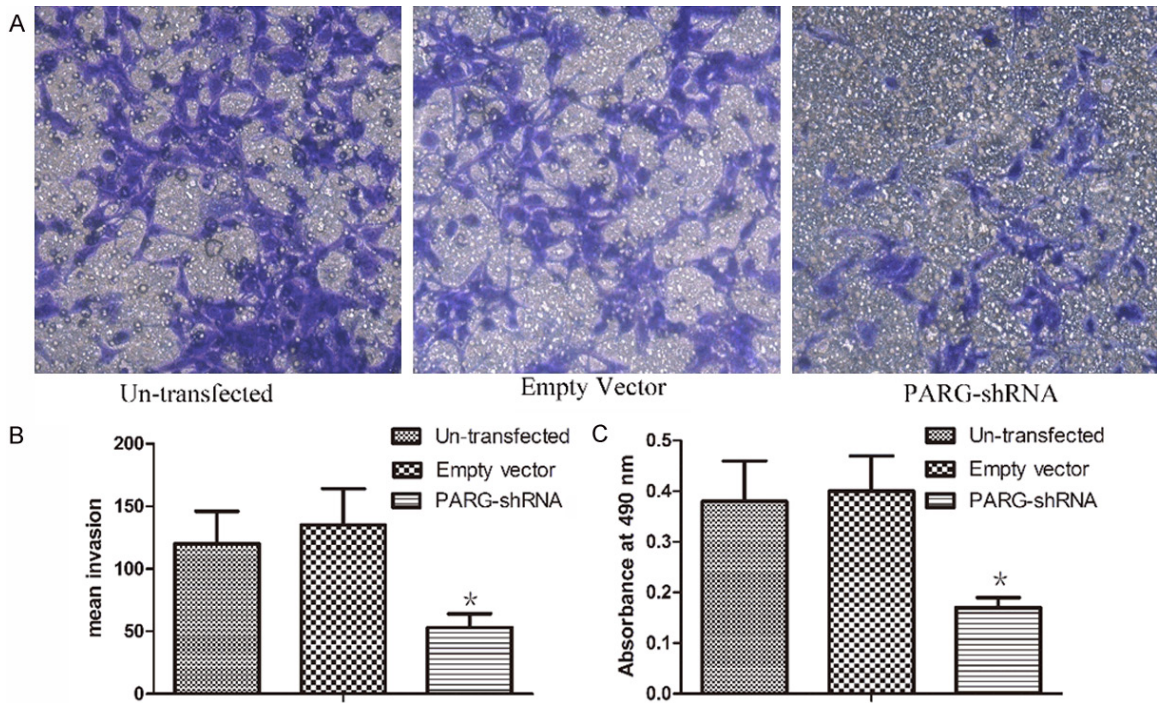 A
Un-transfected
Empty Vector
PARG-shRNA
B
mean invasion
200
150
100
50
0
Un-transfected
Empty vector
PARG-shRNA
*
C
Absorbance at 490 nm
0.5
0.4
0.3
0.2
0.1
0.0
Un-transfected
Empty vector
PARG-shRNA
*